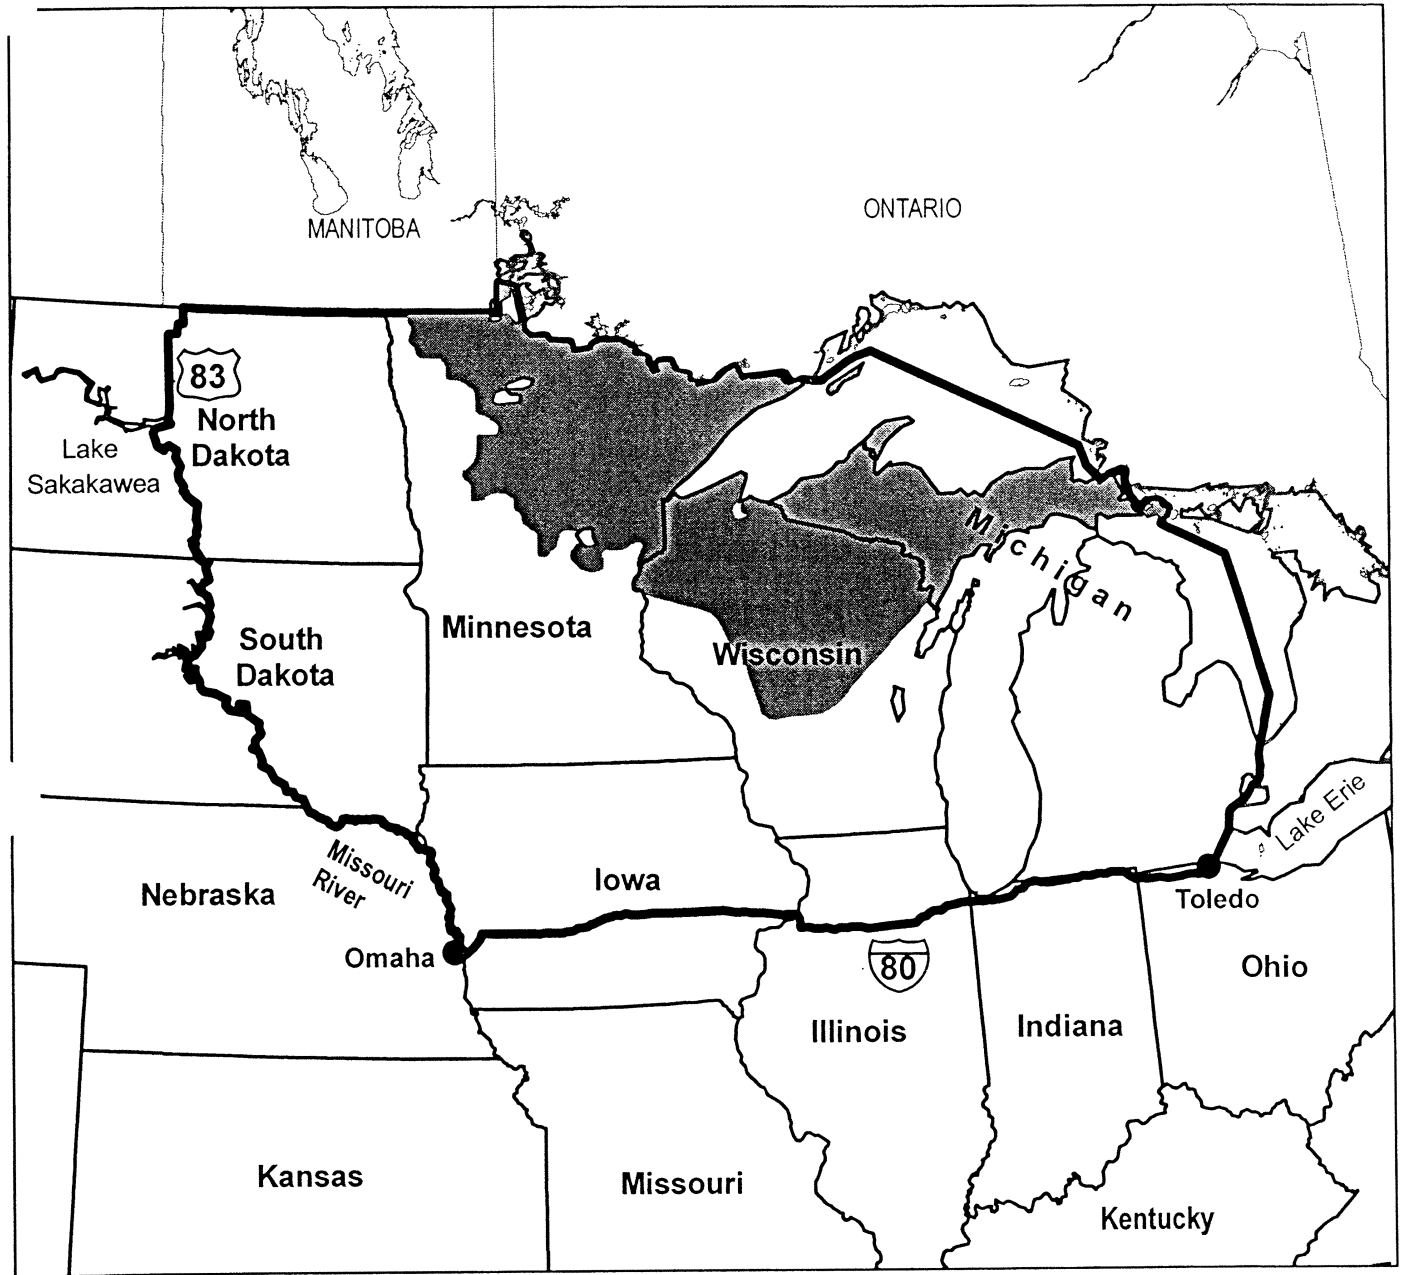 ONTARIO
MANITOBA
83
North
Dakota
Lake
Sakakawea
Michigan
South
Dakota
Minnesota
Wisconsin
Lake Erie
Missouri
River
Nebraska
Iowa
Toledo
Omaha
80
Ohio
Illinois
Indiana
Kansas
Missouri
Kentucky